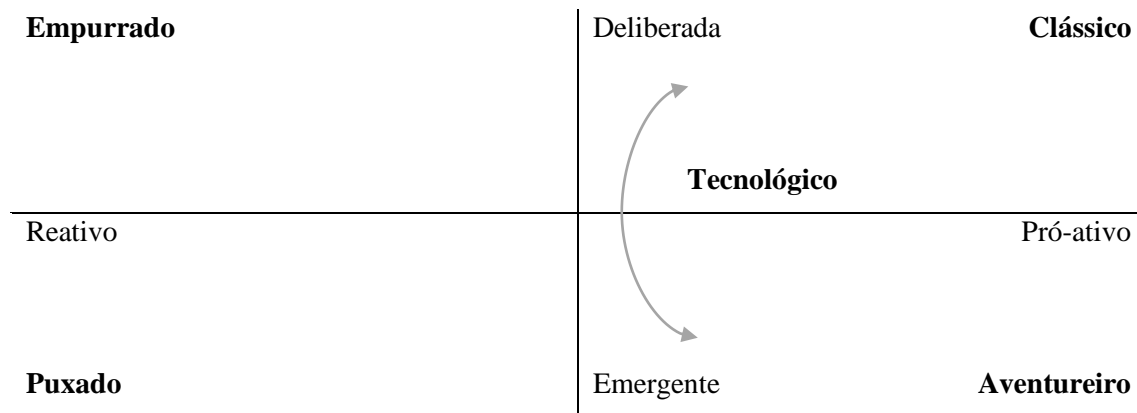 Empurrado Deliberada Clássico
Tecnológico
Reativo Pró-ativo
Puxado Emergente Aventureiro